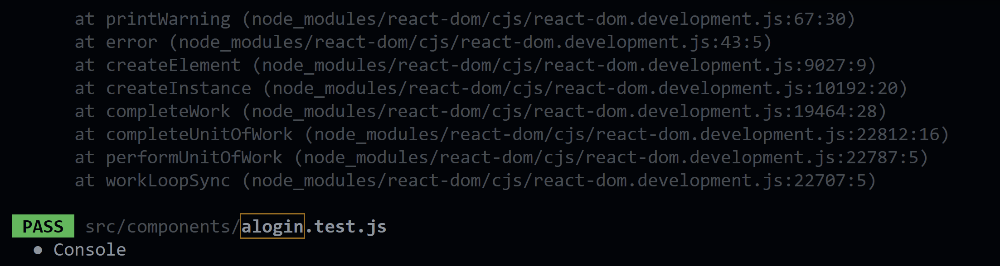 at printWarning (node_modules/react-dom/cjs/react-dom.development.js:67:30)
at error (node_modules/react-dom/cjs/react-dom.development.js:43:5)
at createElement (node_modules/react-dom/cjs/react-dom.development.js:9027:9)
at createInstance (node_modules/react-dom/cjs/react-dom.development.js:10192:20)
at completeWork (node_modules/react-dom/cjs/react-dom.development.js:19464:28)
at completeUnitOfWork (node_modules/react-dom/cjs/react-dom.development.js:22812:16)
at performUnitOfWork (node_modules/react-dom/cjs/react-dom.development.js:22787:5)
at workLoopSync (node_modules/react-dom/cjs/react-dom.development.js:22707:5)
PASS src/components/alogin.test.js
● Console